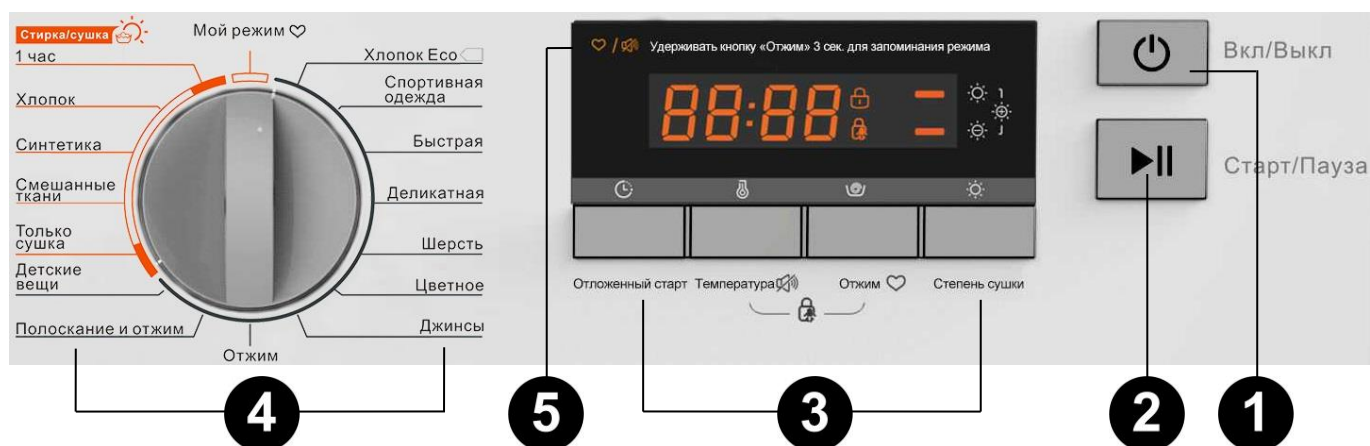 Стирка/сушка
Мой режим
1 час
Хлопок
Синтетика
Смешанные
ткани
Только
сушка
Детские
вещи
Полоскание и отжим
Отжим
Хлопок Eco
Спортивная
одежда
Быстрая
Деликатная
Шерсть
Цветное
Джинсы
Удерживать кнопку «Отжим» 3 сек. для запоминания режима
88:88
Отложенный старт
Температура
Отжим
Степень сушки
Вкл/Выкл
Старт/Пауза
4
5
3
2
1